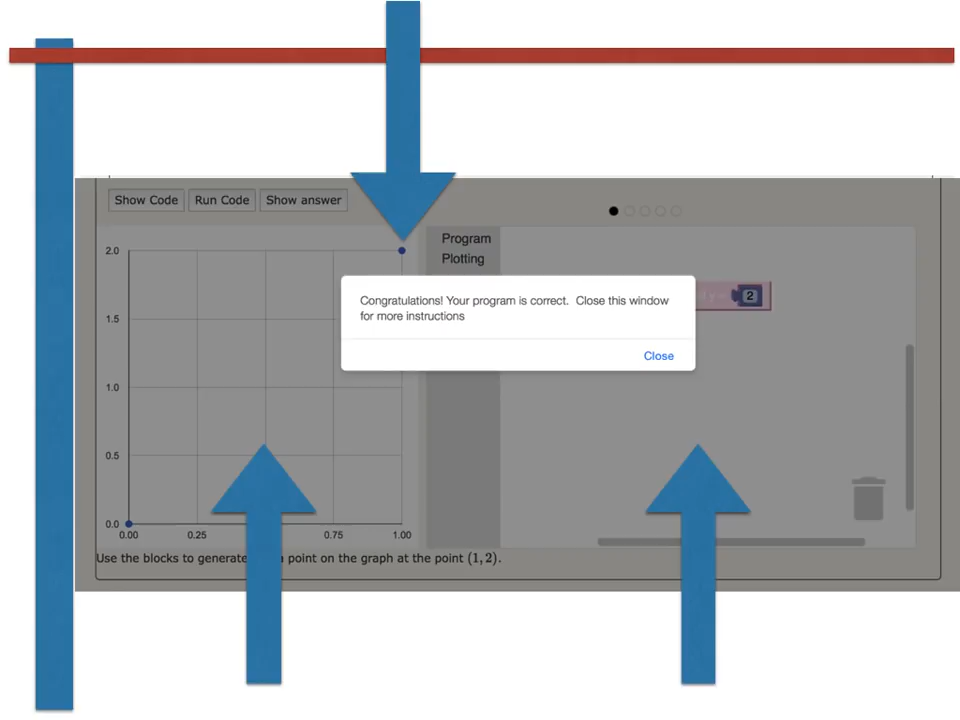 Show Code Run Code Show answer
2.0
1.5
1.0
0.5
0.0
0.00 0.25 0.75 1.00
Program
Plotting
Congratulations! Your program is correct. Close this window
for more instructions
Close
2
Use the blocks to generate point on the graph at the point (1, 2).